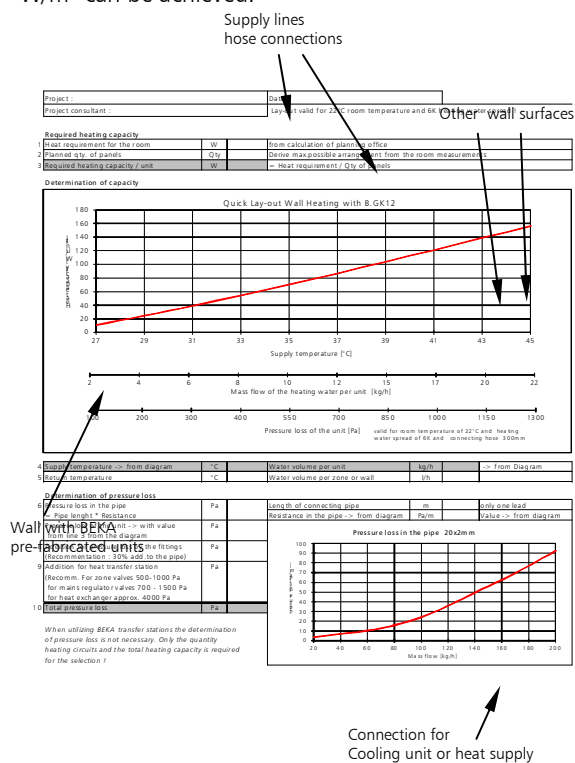 W/m² can be achieved.
Supply lines
hose connections
Project :
Project consultant :
Lay-out valid for 22°C room temperature and 6K heating water spread !
Other wall surfaces
Required heating capacity
1 Heat requirement for the room W from calculation of planning office
2 Planned qty. of panels Qty Derive max.possible arrangement from the room measurements
3 Required heating capacity / unit W = Heat requirement / Qty of panels
Determination of capacity
Quick Lay-out Wall Heating with B.GK12
180
160
140
120
100
80
60
40
20
0
27 29 31 33 35 37 39 41 43 45
Supply temperature [°C]
2 4 6 8 10 12 15 17 20 22
Mass flow of the heating water per unit [kg/h]
100 200 300 400 550 700 850 1000 1150 1300
Pressure loss of the unit [Pa] valid for room temperature of 22°C and heating
water spread of 6K and connecting hose 300mm
4 Supply temperature -> from diagram °C Water volume per unit kg/h -> from Diagram
5 Return temperature °C Water volume per zone or wall l/h
Determination of pressure loss
6 Pressure loss in the pipe Pa Length of connecting pipe m only one lead
= Pipe lenght * Resistance Resistance in the pipe -> from diagram Pa/m Value -> from diagram
unit -> with value Pa
from line 3 from the diagram
Wall with BEKA
pre-fabricated units
the fittings Pa
(Recommentation : 30% add.to the pipe)
9 Addition for heat transfer station Pa
(Recomm. For zone valves 500-1000 Pa
for mains regulator valves 700 - 1500 Pa
for heat exchanger approx. 4000 Pa
10 Total pressure loss Pa
When utilizing BEKA transfer stations the determination
of pressure loss is not necessary. Only the quantity
heating circuits and the total heating capacity is required
for the selection !
Pressure loss in the pipe 20x2mm
100
90
80
70
60
50
40
30
20
10
0
20 40 60 80 100 120 140 160 180 200
Mass flow [kg/h]
Connection for
Cooling unit or heat supply